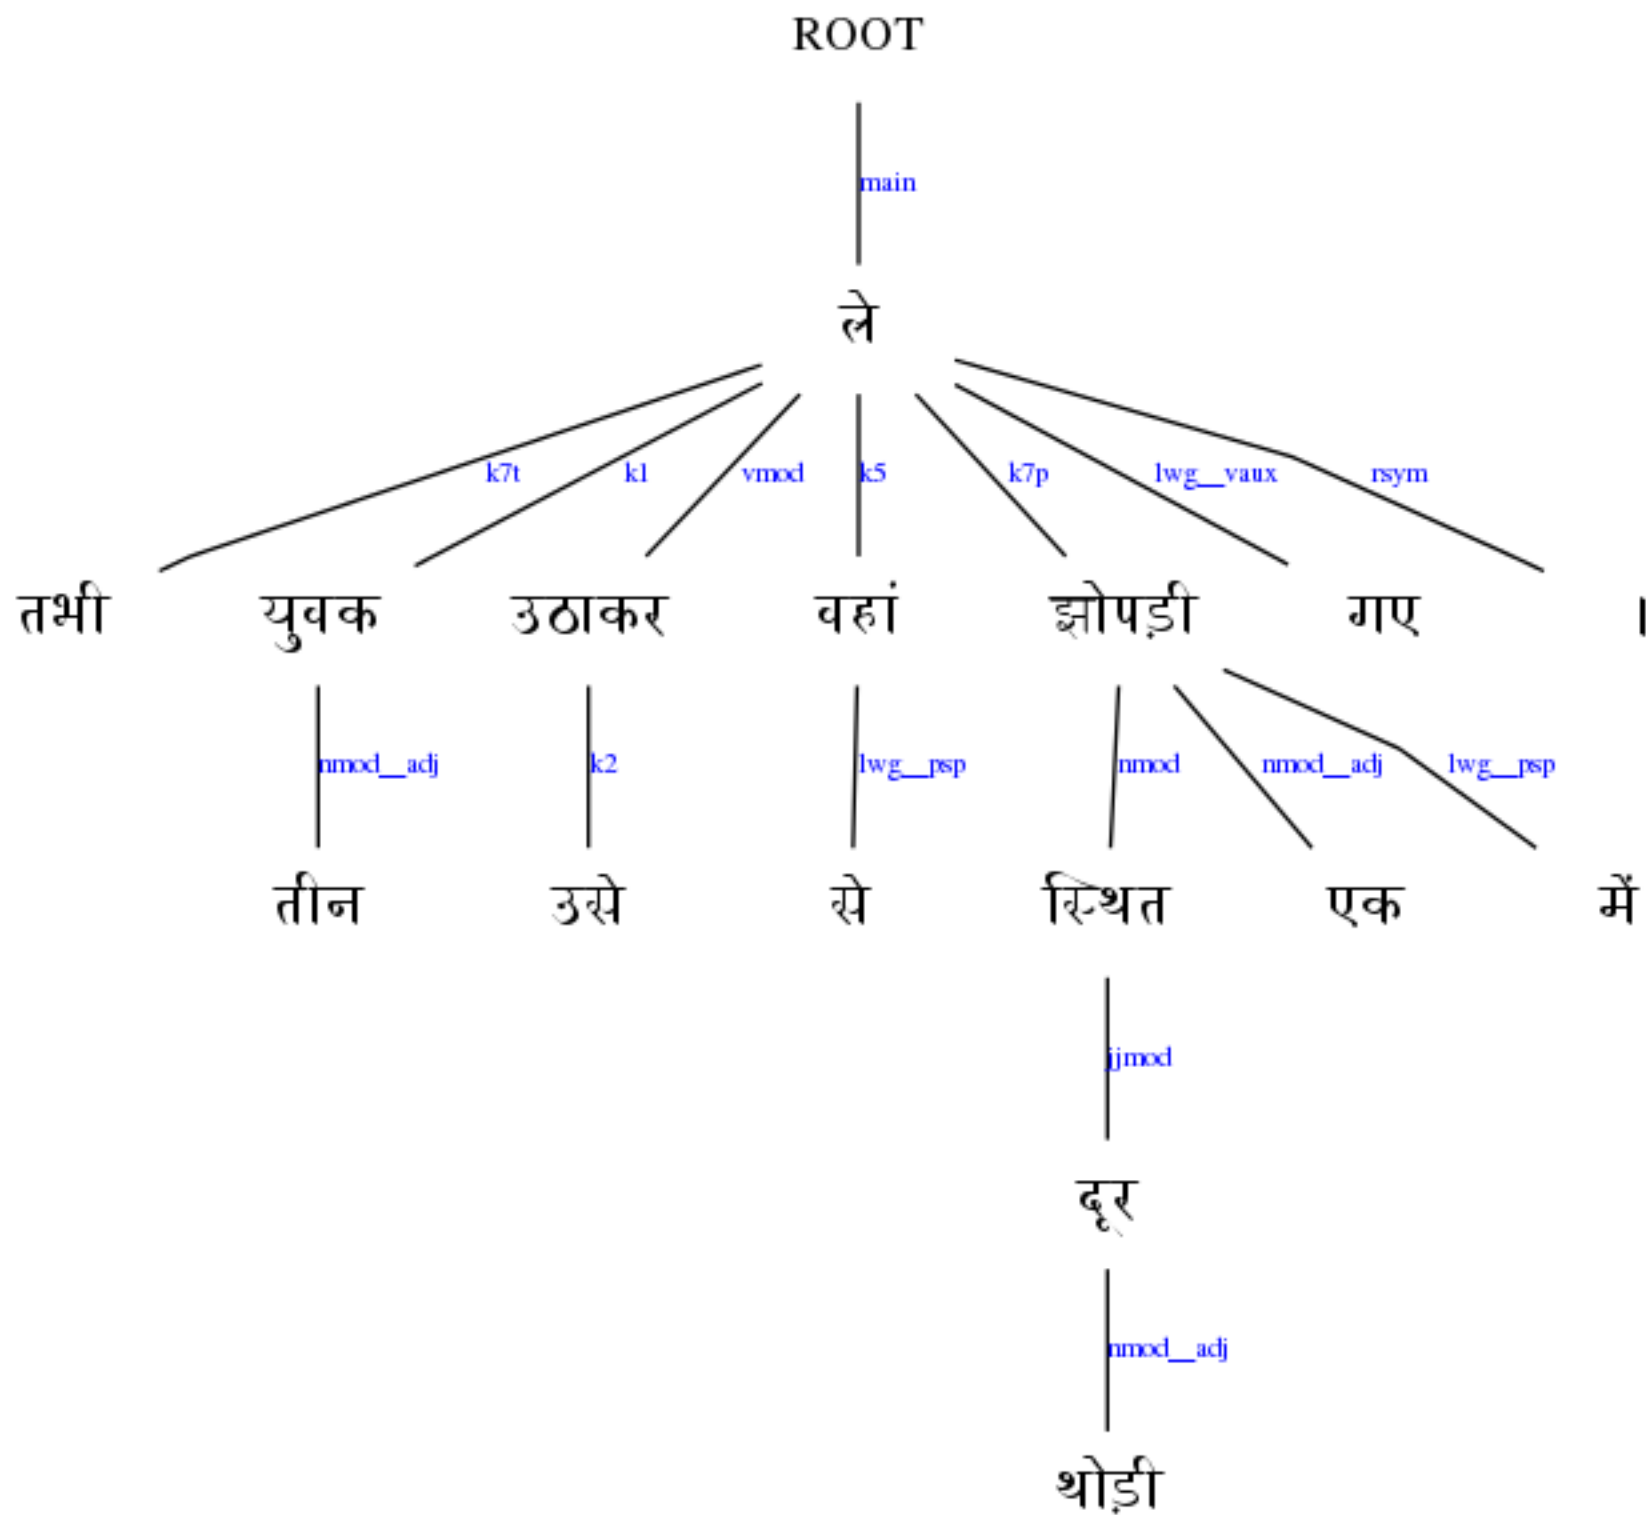 ROOT
main
ले
k7t k1 vmod k5 k7p lwg__vaux rsym
तभी युवक उठाकर वहां झोपड़ी गए ।
nmod__adj k2 lwg__psp nmod nmod__adj lwg__psp
तीन उसे से स्थित एक में
jjmod
दूर
nmod__adj
थोड़ी